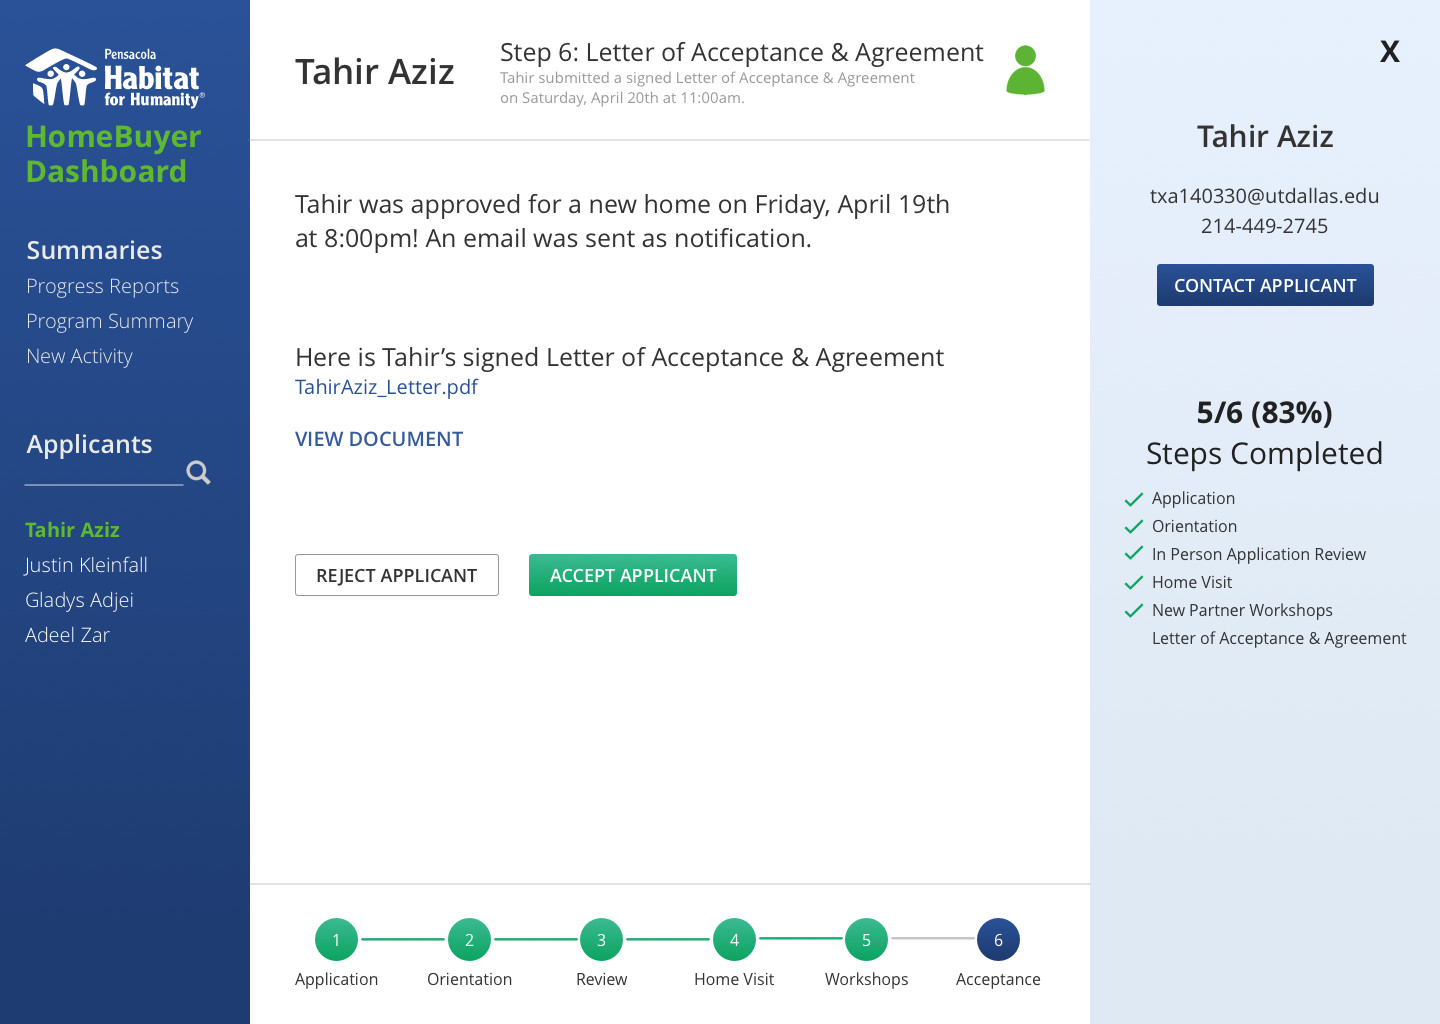 Pensacola
Habitat
for Humanity®
HomeBuyer
Dashboard
Summaries
Progress Reports
Program Summary
New Activity
Applicants
Tahir Aziz
Justin Kleinfall
Gladys Adjei
Adeel Zar
Tahir Aziz
Step 6: Letter of Acceptance & Agreement
Tahir submitted a signed Letter of Acceptance & Agreement
on Saturday, April 20th at 11:00am.
Tahir was approved for a new home on Friday, April 19th
at 8:00pm! An email was sent as notification.
Here is Tahir’s signed Letter of Acceptance & Agreement
TahirAziz_Letter.pdf
VIEW DOCUMENT
REJECT APPLICANT
ACCEPT APPLICANT
1
2
3
4
5
6
Application
Orientation
Review
Home Visit
Workshops
Acceptance
X
Tahir Aziz
txa140330@utdallas.edu
214-449-2745
CONTACT APPLICANT
5/6 (83%)
Steps Completed
Application
Orientation
In Person Application Review
Home Visit
New Partner Workshops
Letter of Acceptance & Agreement